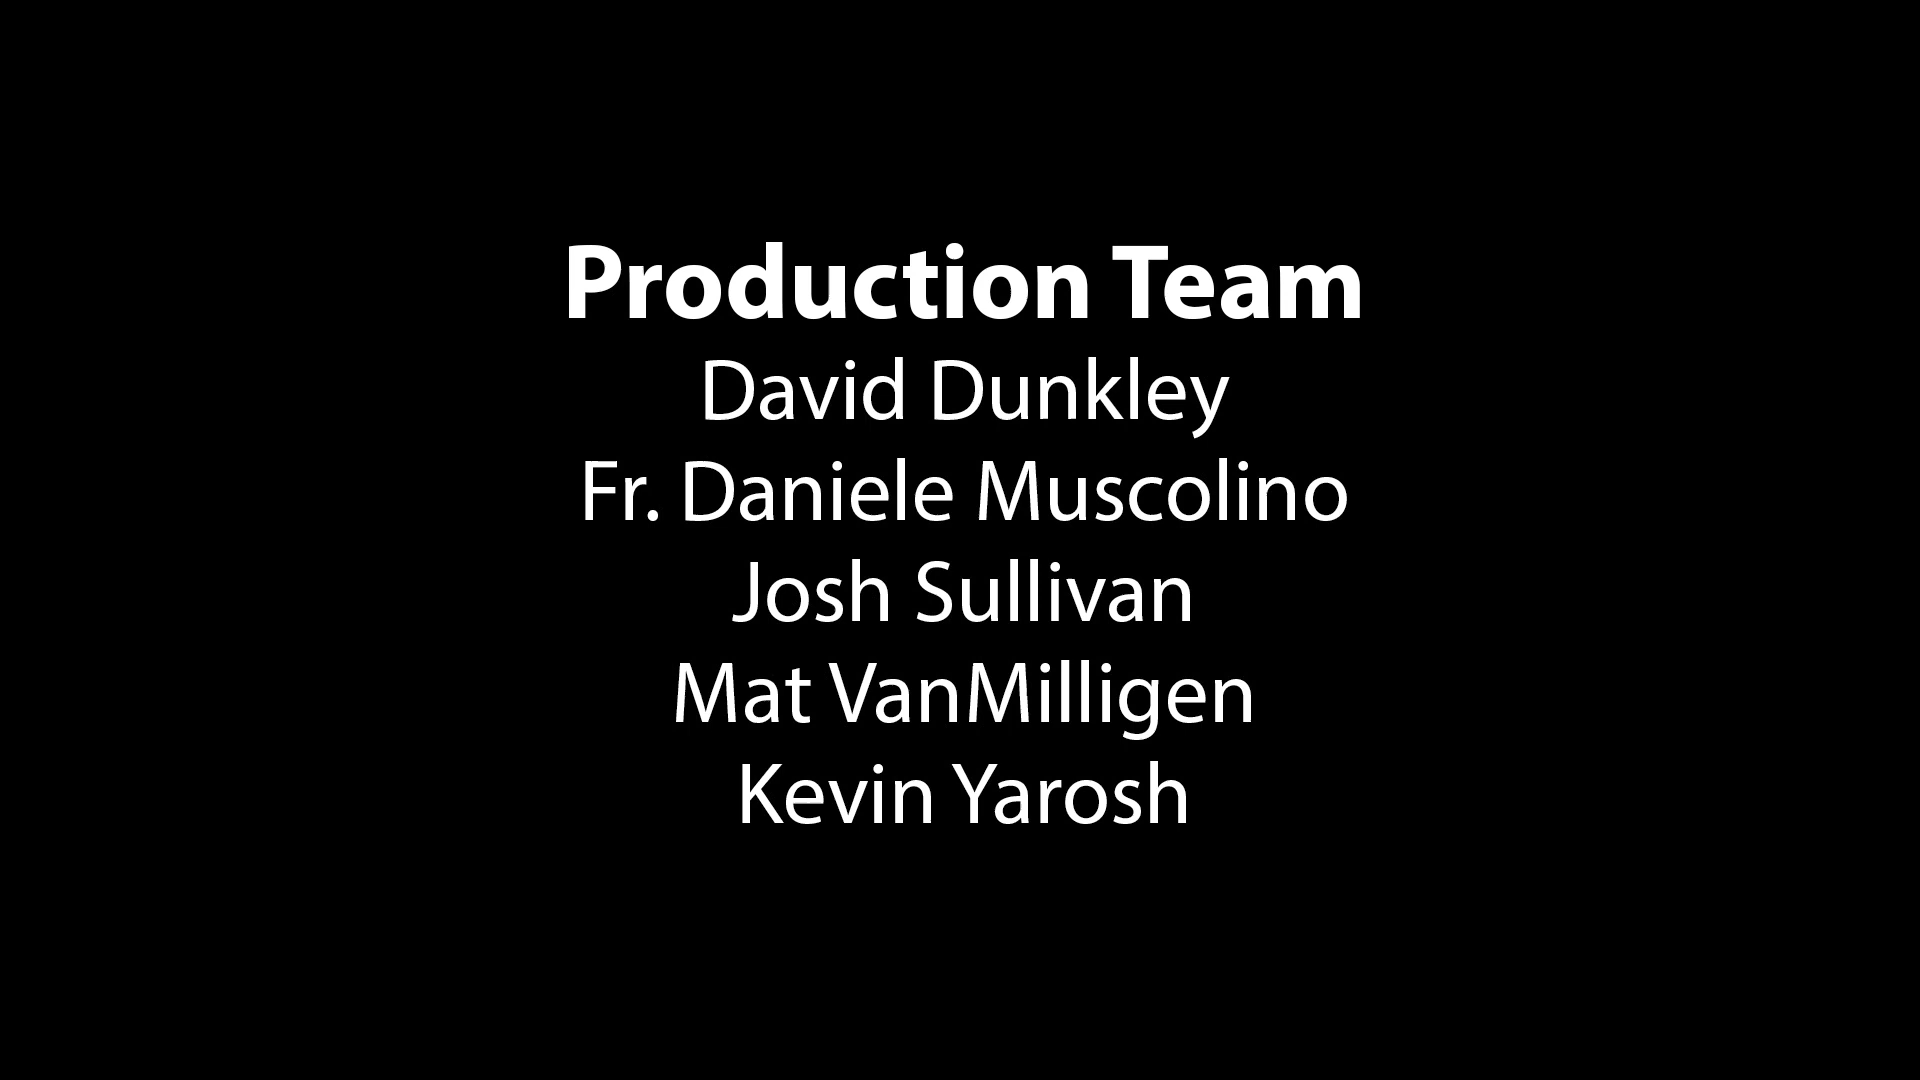 Production Team
David Dunkley
Fr. Daniele Muscolino
Josh Sullivan
Mat VanMilligen
Kevin Yarosh